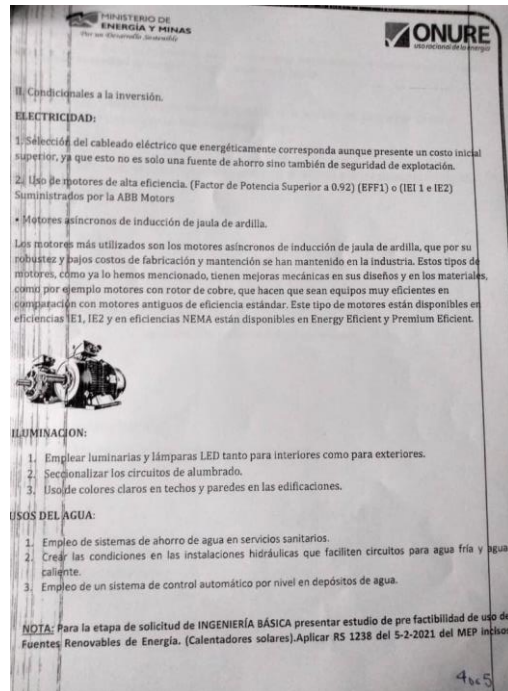 MINISTERIO DE
ENERGÍA Y MINAS
Por un Desarrollo Sostenible
ONURE
uso racional de la energía
II. Condicionales a la inversión.
ELECTRICIDAD:
1. Selección del cableado eléctrico que energéticamente corresponda aunque presente un costo inicial
superior, ya que esto no es solo una fuente de ahorro sino también de seguridad de explotación.
2. Uso de motores de alta eficiencia. (Factor de Potencia Superior a 0.92) (EFF1) o (IEI 1 e IE2)
Suministrados por la ABB Motors
• Motores asíncronos de inducción de jaula de ardilla.
Los motores más utilizados son los motores asíncronos de inducción de jaula de ardilla, que por su
robustez y bajos costos de fabricación y mantención se han mantenido en la industria. Estos tipos de
motores, como ya lo hemos mencionado, tienen mejoras mecánicas en sus diseños y en los materiales,
como por ejemplo motores con rotor de cobre, que hacen que sean equipos muy eficientes en
comparación con motores antiguos de eficiencia estándar. Este tipo de motores están disponibles en
eficiencias IE1, IE2 y en eficiencias NEMA están disponibles en Energy Eficient y Premium Eficient.
ILUMINACION:
1. Emplear luminarias y lámparas LED tanto para interiores como para exteriores.
2. Seccionalizar los circuitos de alumbrado.
3. Uso de colores claros en techos y paredes en las edificaciones.
USOS DEL AGUA:
1. Empleo de sistemas de ahorro de agua en servicios sanitarios.
2. Crear las condiciones en las instalaciones hidráulicas que faciliten circuitos para agua fría y agua
caliente.
3. Empleo de un sistema de control automático por nivel en depósitos de agua.
NOTA: Para la etapa de solicitud de INGENIERÍA BÁSICA presentar estudio de pre factibilidad de uso de
Fuentes Renovables de Energía. (Calentadores solares).Aplicar RS 1238 del 5-2-2021 del MEP incisos
4 de 5